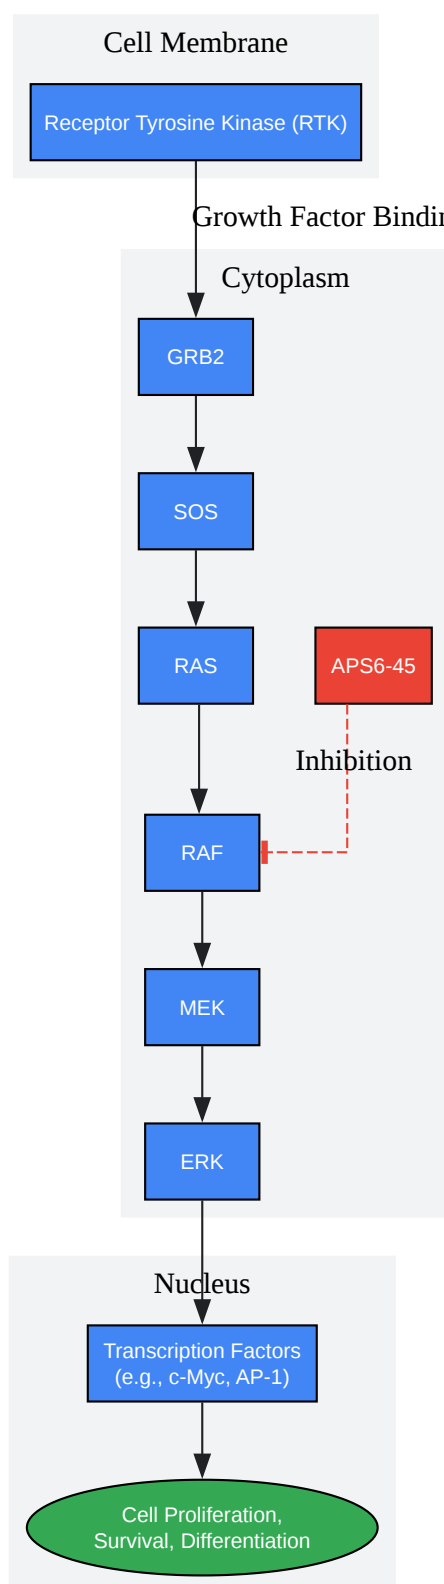 Cell Membrane
Receptor Tyrosine Kinase (RTK)
Growth Factor Bindin
Cytoplasm
GRB2
SOS
RAS
APS6-45
Inhibition
RAF
MEK
ERK
Nucleus
Transcription Factors
(e.g., c-Myc, AP-1)
Cell Proliferation,
Survival, Differentiation